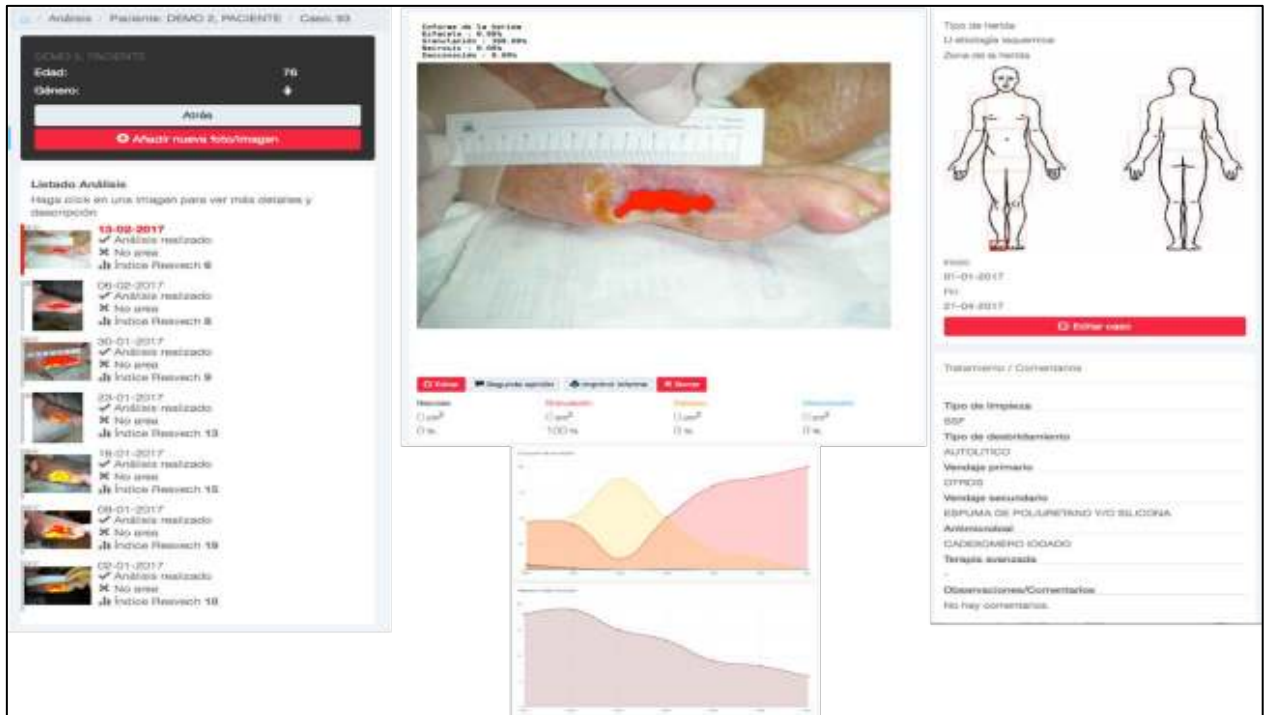 / Análisis / Paciente: DEMO 2, PACIENTE / Caso: 93
DEMO 2, PACIENTE
Edad: 76
Género:
Atrás
Añadir nueva foto/imagen
Listado Análisis
Haga click en una imagen para ver más detalles y
descripción
13-02-2017
Análisis realizado
No area
Índice Resvech 6
06-02-2017
Análisis realizado
No area
Índice Resvech 8
30-01-2017
Análisis realizado
No area
Índice Resvech 9
23-01-2017
Análisis realizado
No area
Índice Resvech 13
16-01-2017
Análisis realizado
No area
Índice Resvech 15
09-01-2017
Análisis realizado
No area
Índice Resvech 19
02-01-2017
Análisis realizado
No area
Índice Resvech 18
Informe de la herida
Esfacelo : 0.00%
Granulación : 100.00%
Necrosis : 0.00%
Desconocido : 0.00%
Editar Segunda opinión Imprimir informe Borrar
Necrosis Granulación Esfacelo Desconocido
0 cm² 0 cm² 0 cm² 0 cm²
0 % 100 % 0 % 0 %
Tipo de herida
U etiología isquémica
Zona de la herida
Inicio
01-01-2017
Fin
21-04-2017
Editar caso
Tratamiento / Comentarios
Tipo de limpieza
SSF
Tipo de desbridamiento
AUTOLITICO
Vendaje primario
OTROS
Vendaje secundario
ESPUMA DE POLIURETANO Y/O SILICONA
Antimicrobial
CADEXOMERO IODADO
Terapia avanzada
-
Observaciones/Comentarios
No hay comentarios.